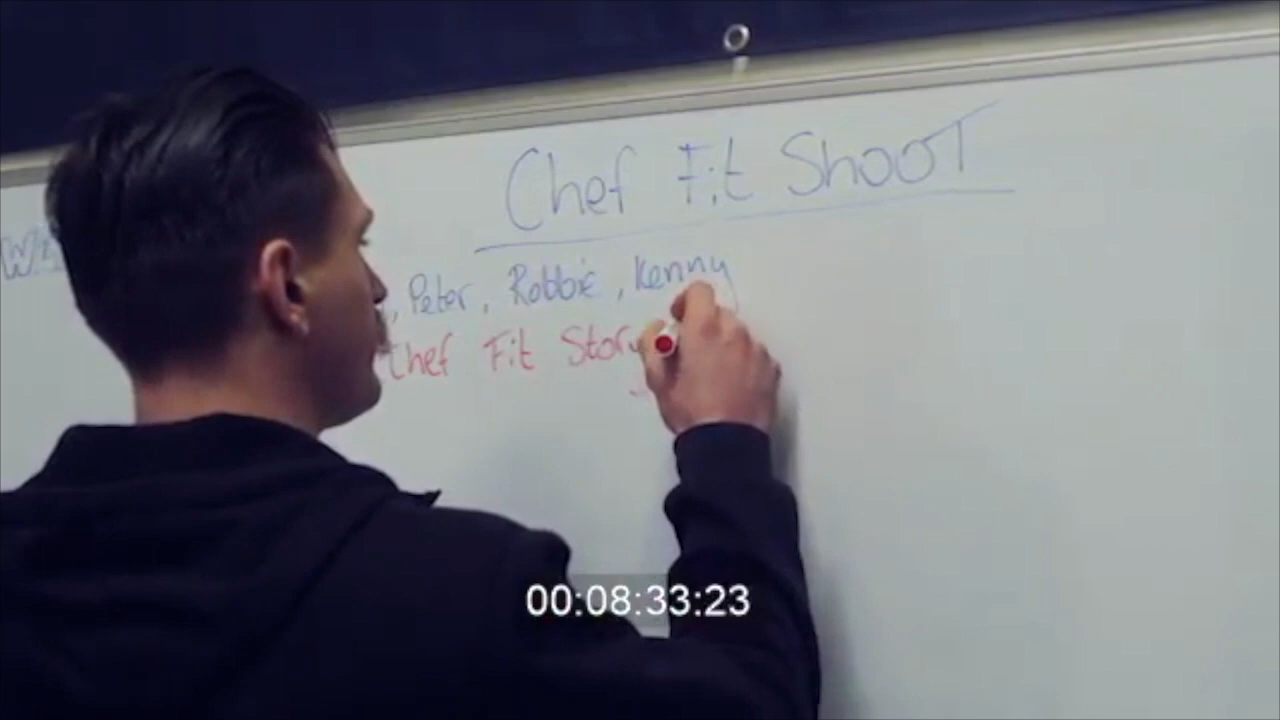 Chef Fit ShooT
, Peter, Robbie, Kenny
Chef Fit Story
00:08:33:23